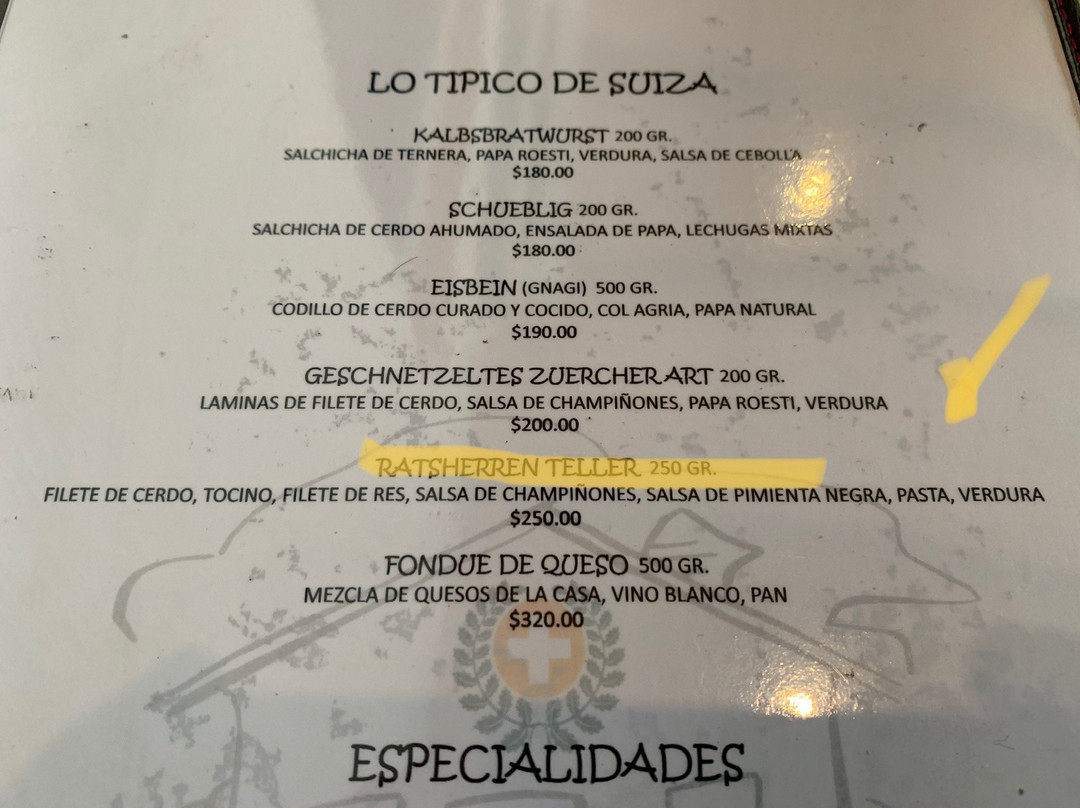 LO TIPICO DE SUIZA
KALBSBRATWURST 200 GR.
SALCHICHA DE TERNERA, PAPA ROESTI, VERDURA, SALSA DE CEBOLLA
$180.00
SCHUEBLIG 200 GR.
SALCHICHA DE CERDO AHUMADO, ENSALADA DE PAPA, LECHUGAS MIXTAS
$180.00
EISBEIN (GNAGI) 500 GR.
CODILLO DE CERDO CURADO Y COCIDO, COL AGRIA, PAPA NATURAL
$190.00
GESCHNETZELTES ZUERCHER ART 200 GR.
LAMINAS DE FILETE DE CERDO, SALSA DE CHAMPIÑONES, PAPA ROESTI, VERDURA
$200.00
RATSHERREN TELLER 250 GR.
FILETE DE CERDO, TOCINO, FILETE DE RES, SALSA DE CHAMPIÑONES, SALSA DE PIMIENTA NEGRA, PASTA, VERDURA
$250.00
FONDUE DE QUESO 500 GR.
MEZCLA DE QUESOS DE LA CASA, VINO BLANCO, PAN
$320.00
ESPECIALIDADES